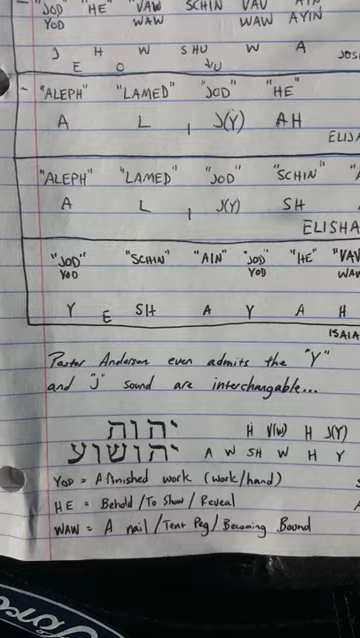 "JOD" "HE" "VAW" SCHIN VAV
YOD WAW WAW AYIN
J H W SHU W A
E O
"ALEPH" "LAMED" "JOD" "HE"
A L I J(Y) AH
"ALEPH" "LAMED" "JOD" "SCHIN"
A L I J(Y) SH
ELISHA
"JOD" "SCHIN" "AIN" "JOD" "HE" "VAV
YOD YOD WAW
Y E SH A Y A H
ISAIA
Pastor Anderson even admits the "Y"
and "J" sound are interchangable...
יהוה H V(W) H J(Y)
יהושוע A W SH W H Y
YOD = A finished work (work/hand)
HE = Behold/To Show/Reveal
WAW = A nail/Tent Peg/Becoming Bound